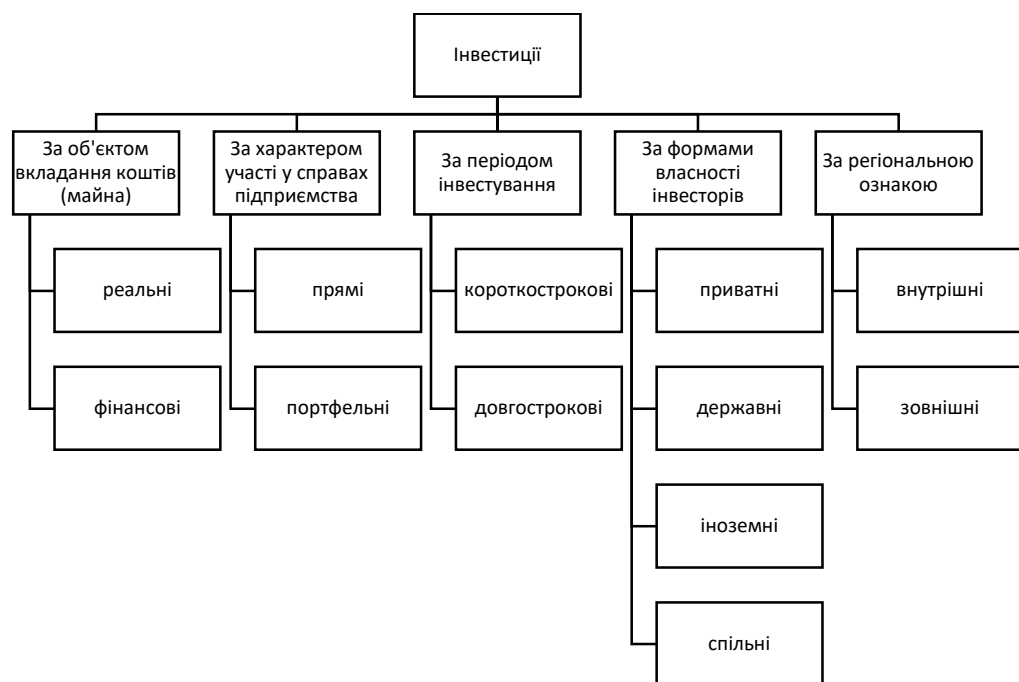 Інвестиції
За об'єктом
вкладання коштів
(майна)
реальні
фінансові
За характером
участі у справах
підприємства
прямі
портфельні
За періодом
інвестування
короткострокові
довгострокові
За формами
власності
інвесторів
приватні
державні
іноземні
спільні
За регіональною
ознакою
внутрішні
зовнішні